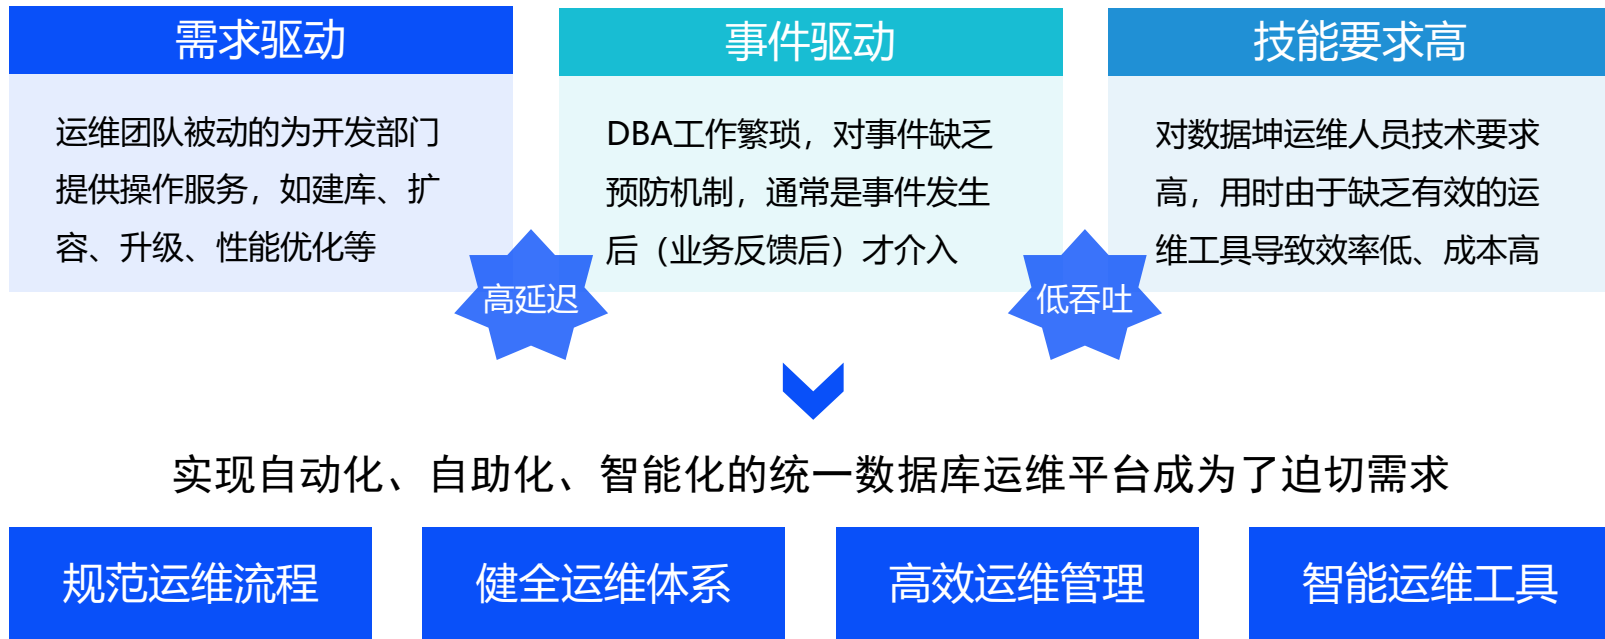 需求驱动
运维团队被动的为开发部门
提供操作服务，如建库、扩
容、升级、性能优化等
事件驱动
DBA工作繁琐，对事件缺乏
预防机制，通常是事件发生
后（业务反馈后）才介入
技能要求高
对数据坤运维人员技术要求
高，用时由于缺乏有效的运
维工具导致效率低、成本高
高延迟
低吞吐
实现自动化、自助化、智能化的统一数据库运维平台成为了迫切需求
规范运维流程
健全运维体系
高效运维管理
智能运维工具